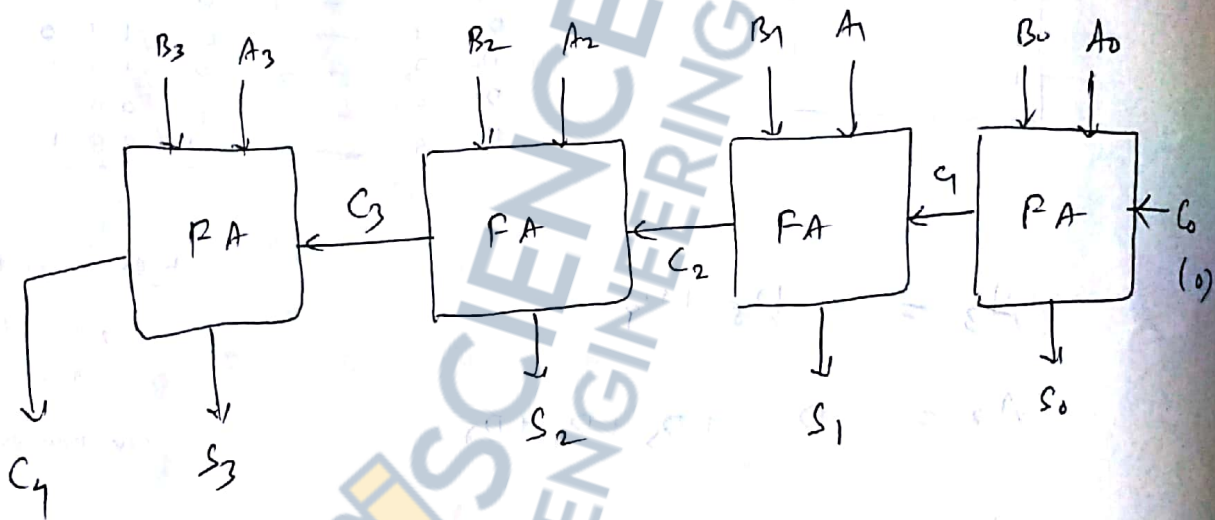 B3 A3 B2 A2 B1 A1 B0 A0
FA C3 FA C2 FA C1 FA C0
(0)
C4 S3 S2 S1 S0
SCIENCE
ENGINEERING